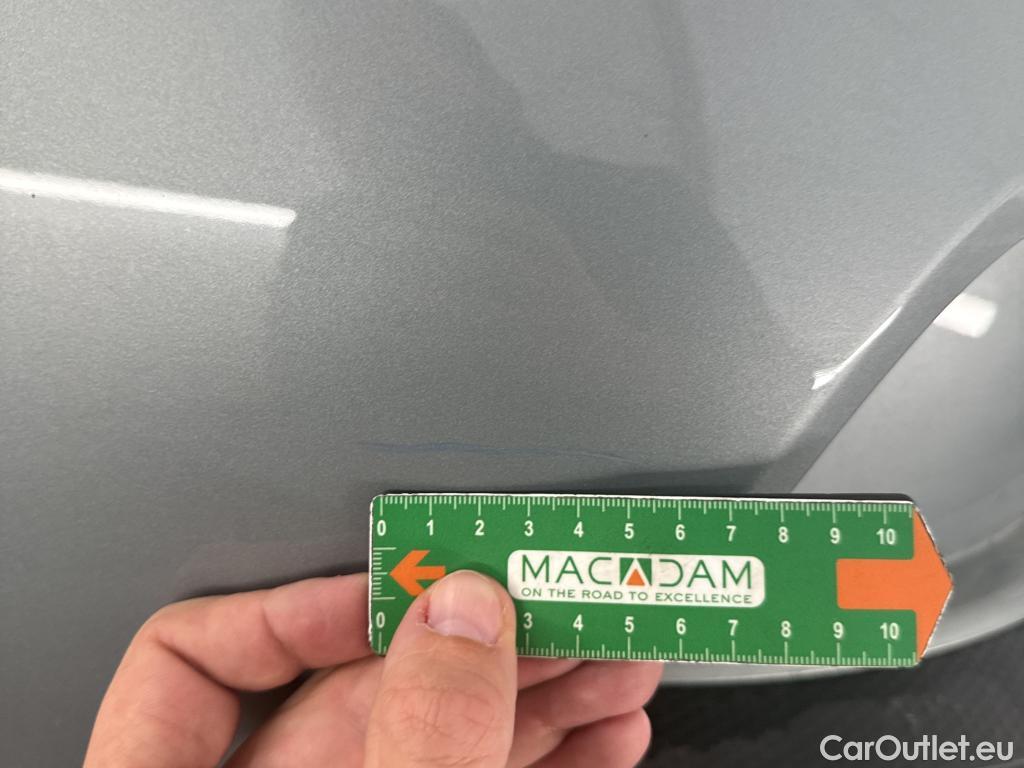 0 1 2 3 4 5 6 7 8 9 10
MACADAM
ON THE ROAD TO EXCELLENCE
0 3 4 5 6 7 8 9 10
CarOutlet.eu